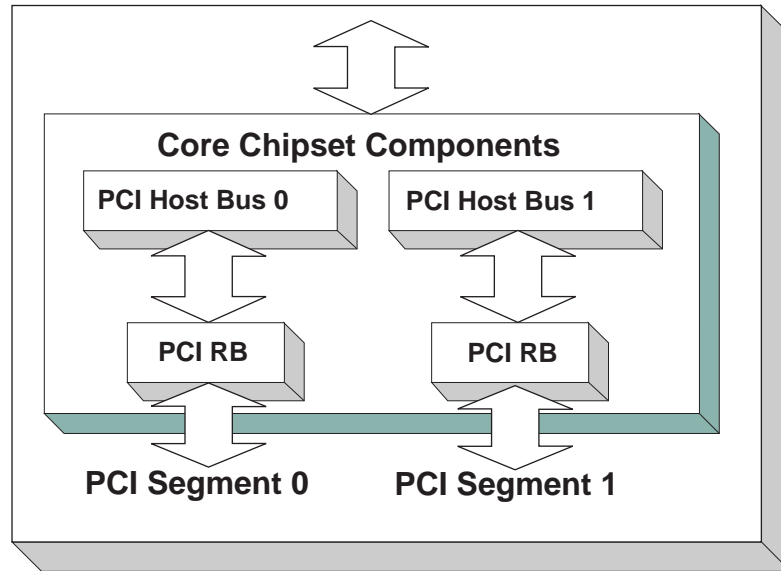 Core Chipset Components
PCI Host Bus 0
PCI Host Bus 1
PCI RB
PCI RB
PCI Segment 0
PCI Segment 1